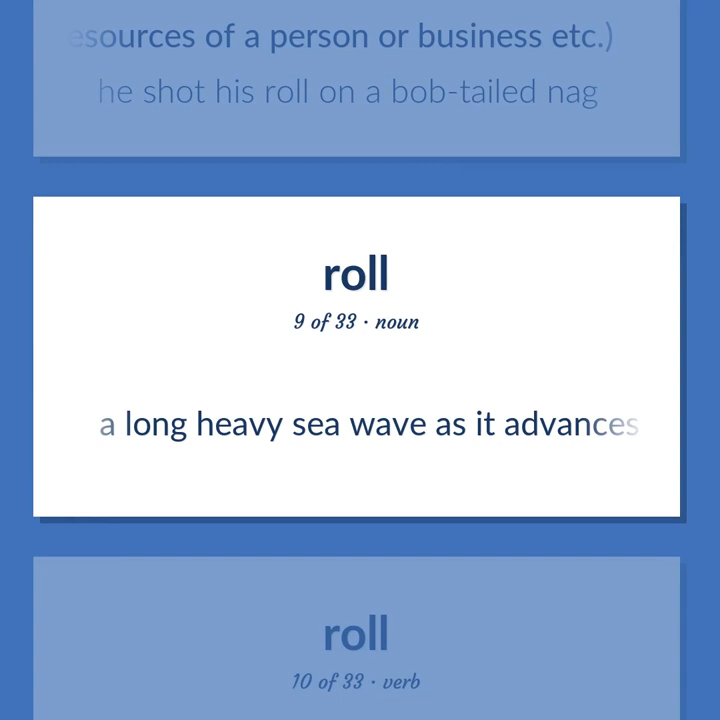 esources of a person or business etc.)
he shot his roll on a bob-tailed nag
roll
9 of 33 · noun
a long heavy sea wave as it advances
roll
10 of 33 · verb